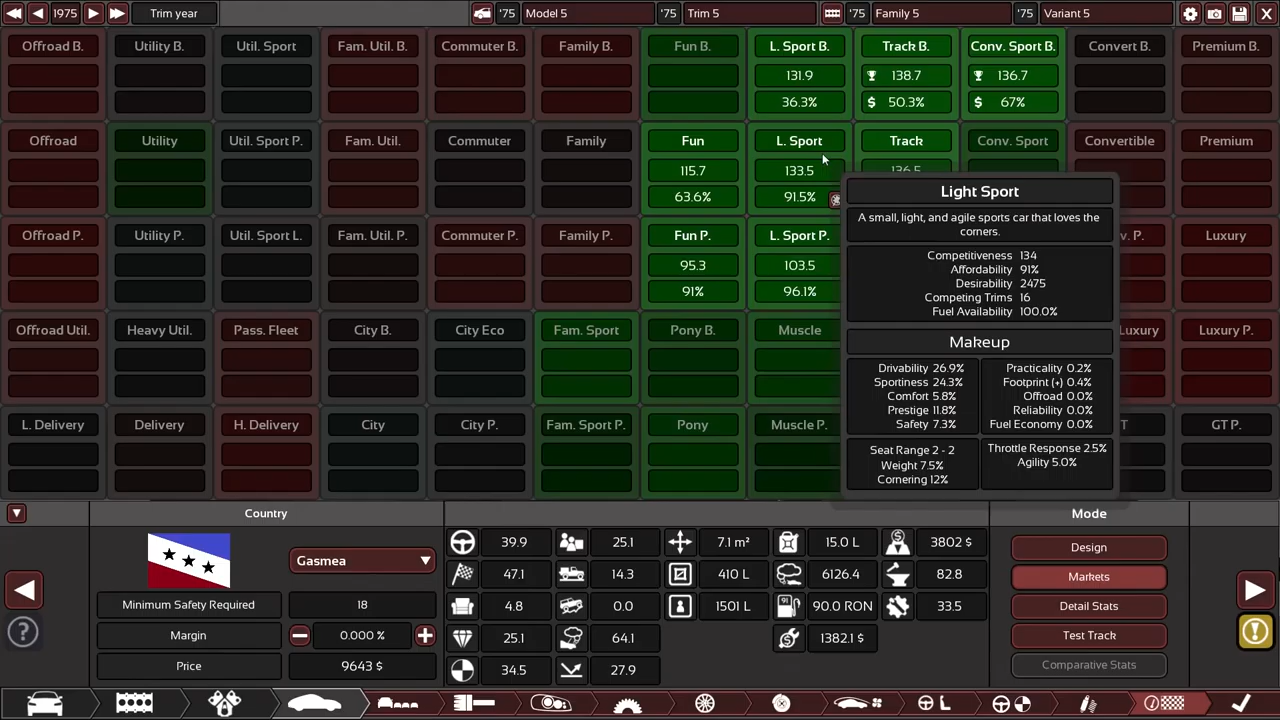 1975
Trim year
'75
Model 5
'75
Trim 5
'75
Family 5
'75
Variant 5
Offroad B.
Utility B.
Util. Sport
Fam. Util. B.
Commuter B.
Family B.
Fun B.
L. Sport B.
Track B.
Conv. Sport B.
Convert B.
Premium B.
131.9
138.7
136.7
36.3%
$ 50.3%
$ 67%
Offroad
Utility
Util. Sport P.
Fam. Util.
Commuter
Family
Fun
L. Sport
Track
Conv. Sport
Convertible
Premium
115.7
133.5
136.5
63.6%
91.5%
Offroad P.
Utility P.
Util. Sport L.
Fam. Util. P.
Commuter P.
Family P.
Fun P.
L. Sport P.
v. P.
Luxury
95.3
103.5
91%
96.1%
Offroad Util.
Heavy Util.
Pass. Fleet
City B.
City Eco
Fam. Sport
Pony B.
Muscle
Luxury
Luxury P.
L. Delivery
Delivery
H. Delivery
City
City P.
Fam. Sport P.
Pony
Muscle P.
T
GT P.
Light Sport
A small, light, and agile sports car that loves the
corners.
Competitiveness 134
Affordability 91%
Desirability 2475
Competing Trims 16
Fuel Availability 100.0%
Makeup
Drivability 26.9%
Sportiness 24.3%
Comfort 5.8%
Prestige 11.8%
Safety 7.3%
Practicality 0.2%
Footprint (+) 0.4%
Offroad 0.0%
Reliability 0.0%
Fuel Economy 0.0%
Seat Range 2 - 2
Weight 7.5%
Cornering 12%
Throttle Response 2.5%
Agility 5.0%
Country
Gasmea
Minimum Safety Required
18
Margin
0.000 %
Price
9643 $
39.9
25.1
7.1 m²
15.0 L
3802 $
47.1
14.3
410 L
6126.4
82.8
4.8
0.0
1501 L
91
90.0 RON
33.5
25.1
64.1
1382.1 $
34.5
27.9
Mode
Design
Markets
Detail Stats
Test Track
Comparative Stats